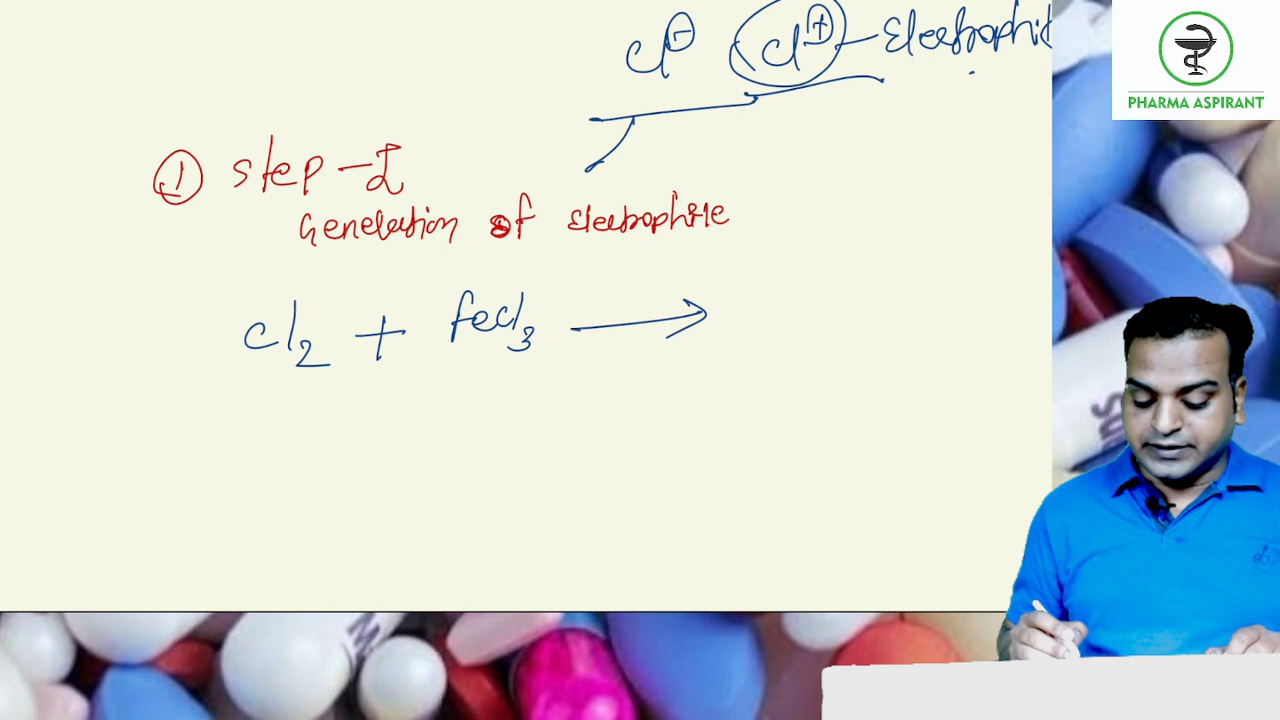 Cl⊖ Cl⊕ - Electrophil
PHARMA ASPIRANT
① Step - I
Generation of Electrophile
Cl₂ + FeCl₃ →